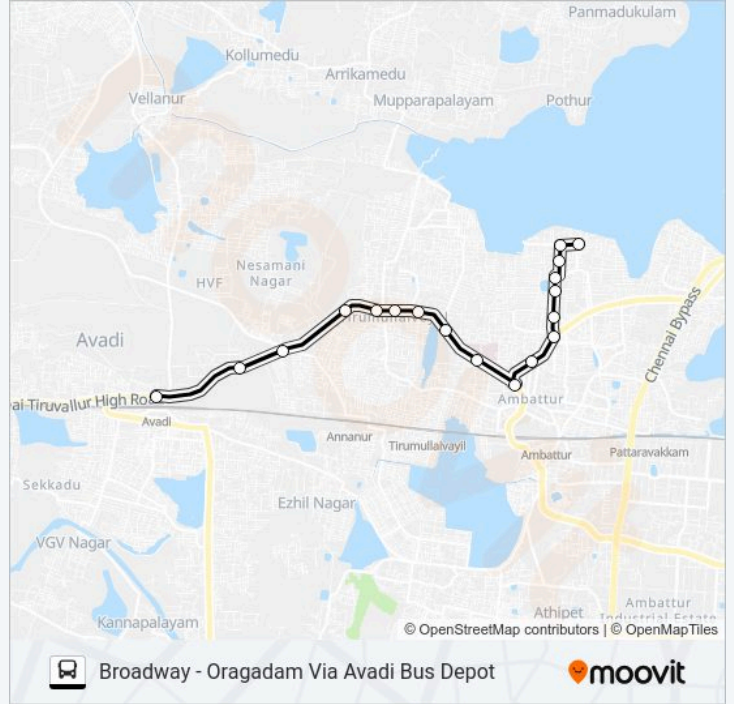 Panmadukulam
Kollumedu
Arrikamedu
Vellanur
Mupparapalayam
Pothur
Nesamani
Nagar
HVF
Avadi
Chennai Bypass
ai Tiruvallur High Ro
Ambattur
Avadi
Annanur
Tirumullalvayil
Ambattur
Pattaravakkam
Sekkadu
Ezhil Nagar
VGV Nagar
Kannapalayam
Athipet
Ambattur
Industrial Estate
© OpenStreetMap contributors | © OpenMapTiles
Broadway - Oragadam Via Avadi Bus Depot
moovit